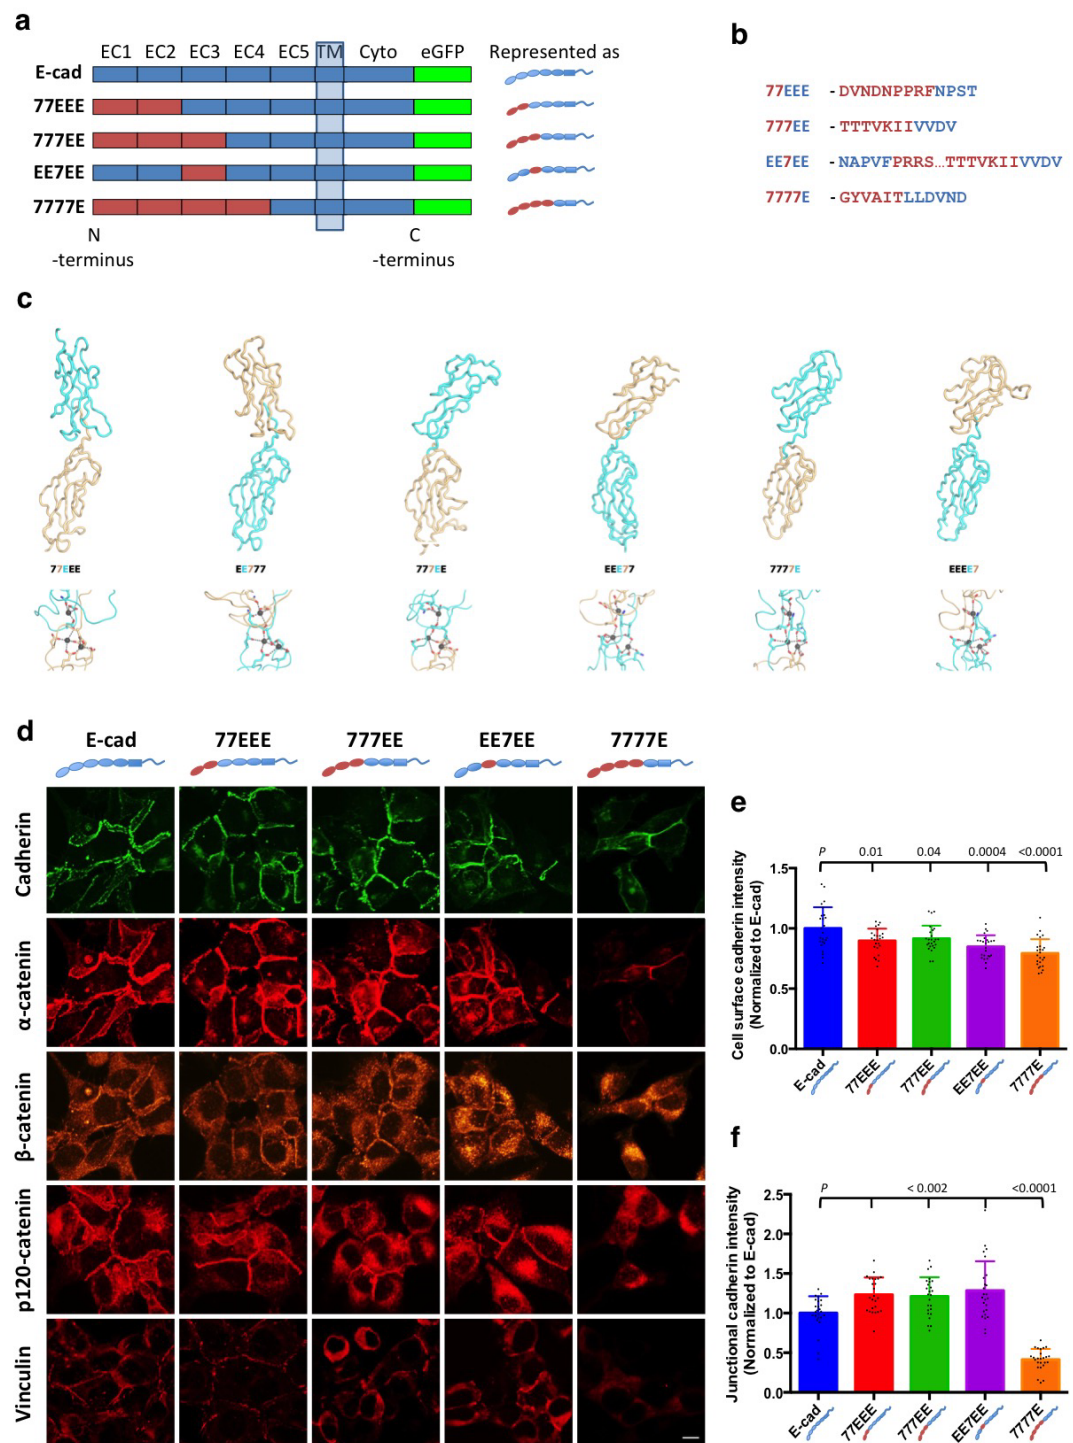 a
EC1 EC2 EC3 EC4 EC5 TM Cyto eGFP Represented as
E-cad
77EEE
777EE
EE7EE
7777E
N
-terminus
C
-terminus
b
77EEE - DVNDNPPRFNPST
777EE - TTTVKIIVVDV
EE7EE - NAPVFPRRS…TTTVKIIVVDV
7777E - GYVAITLLDVND
c
77EEE EE777 777EE EEE77 7777E EEEE7
d
E-cad 77EEE 777EE EE7EE 7777E
Cadherin
α-catenin
β-catenin
p120-catenin
Vinculin
e
P 0.01 0.04 0.0004 <0.0001
Cell surface cadherin intensity
(Normalized to E-cad)
1.5
1.0
0.5
0.0
E-cad 77EEE 777EE EE7EE 7777E
f
P < 0.002 <0.0001
Junctional cadherin intensity
(Normalized to E-cad)
2.5
2.0
1.5
1.0
0.5
0.0
E-cad 77EEE 777EE EE7EE 7777E